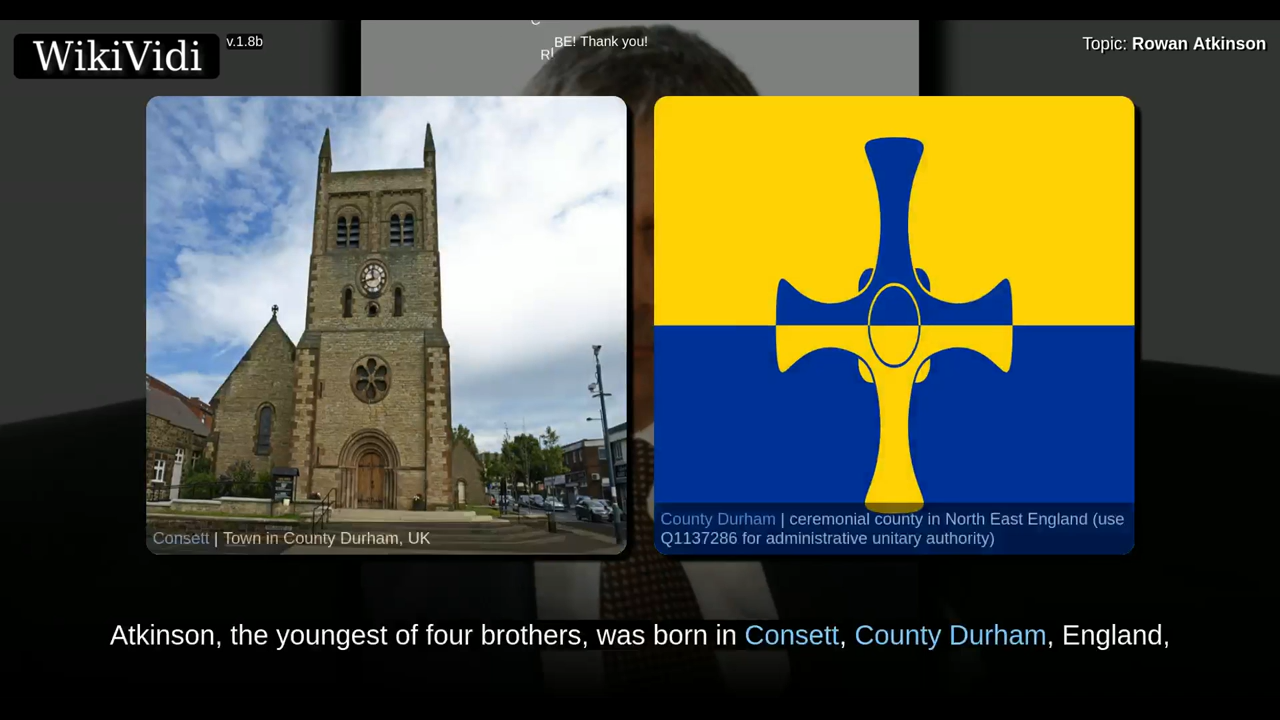 WikiVidi
v.1.8b
BE! Thank you!
Topic: Rowan Atkinson
Consett | Town in County Durham, UK
County Durham | ceremonial county in North East England (use
Q1137286 for administrative unitary authority)
Atkinson, the youngest of four brothers, was born in Consett, County Durham, England,